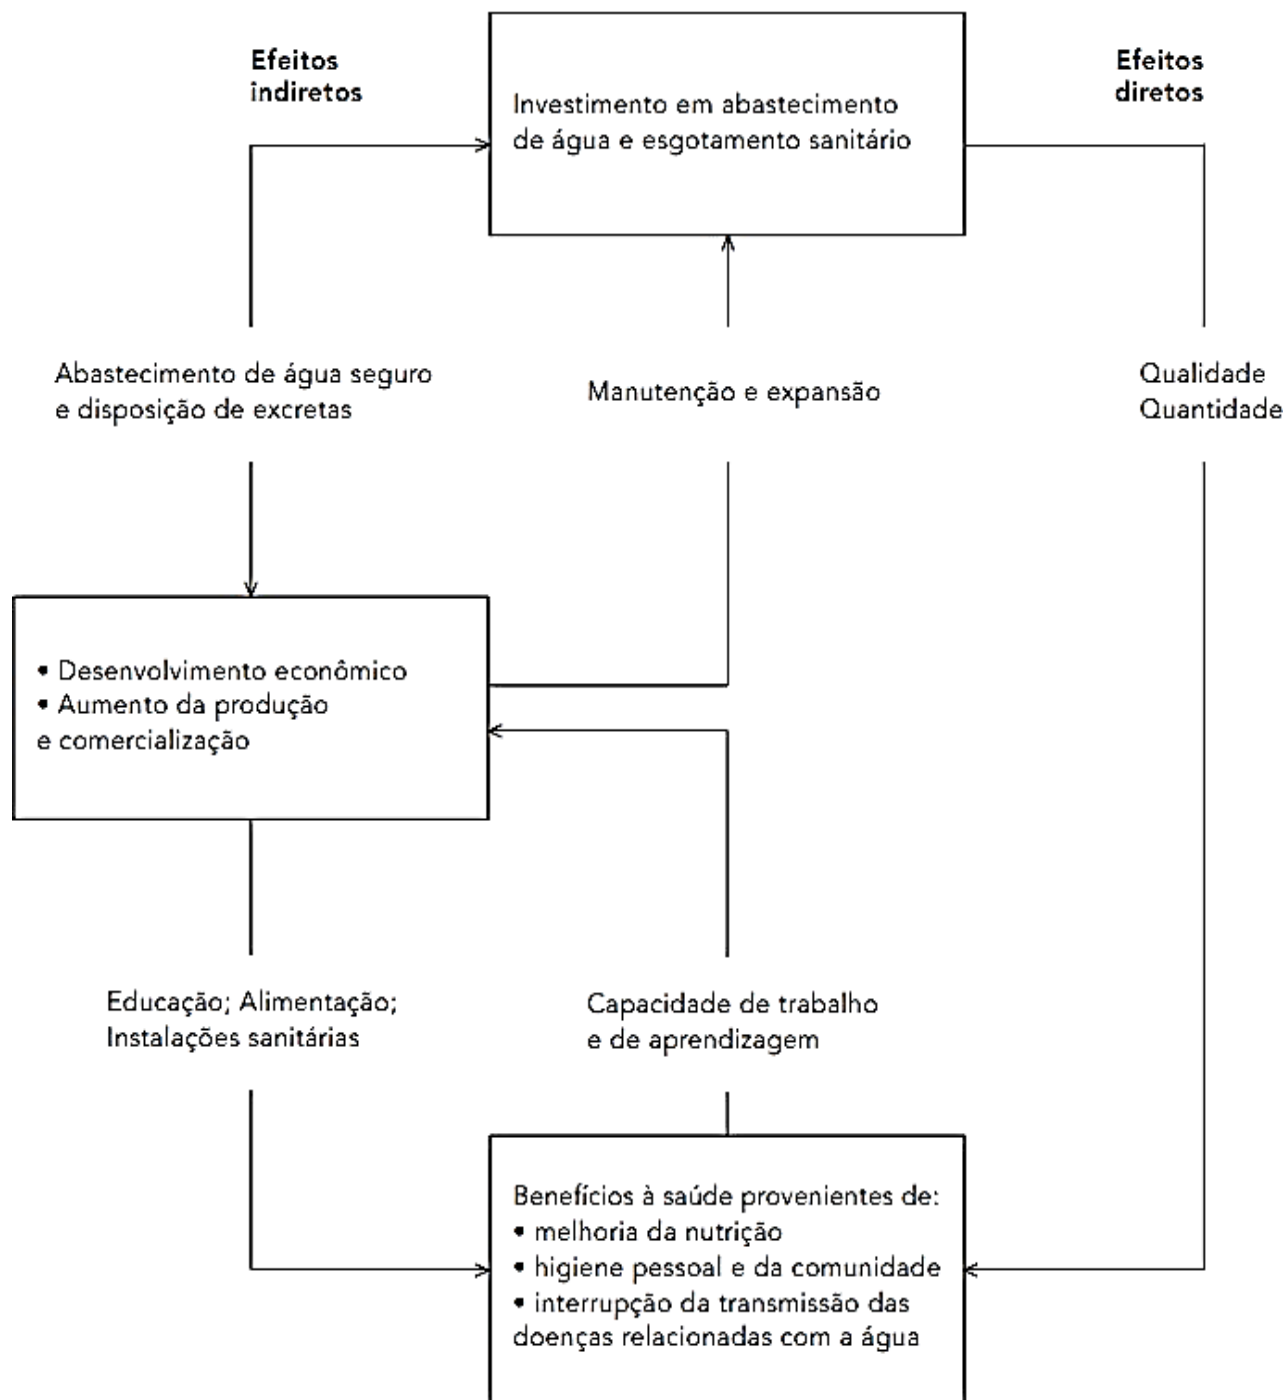 Efeitos
indiretos
Efeitos
diretos
Investimento em abastecimento
de água e esgotamento sanitário
Abastecimento de água seguro
e disposição de excretas
Manutenção e expansão
Qualidade
Quantidade
• Desenvolvimento econômico
• Aumento da produção
e comercialização
Educação; Alimentação;
Instalações sanitárias
Capacidade de trabalho
e de aprendizagem
Benefícios à saúde provenientes de:
• melhoria da nutrição
• higiene pessoal e da comunidade
• interrupção da transmissão das
doenças relacionadas com a água